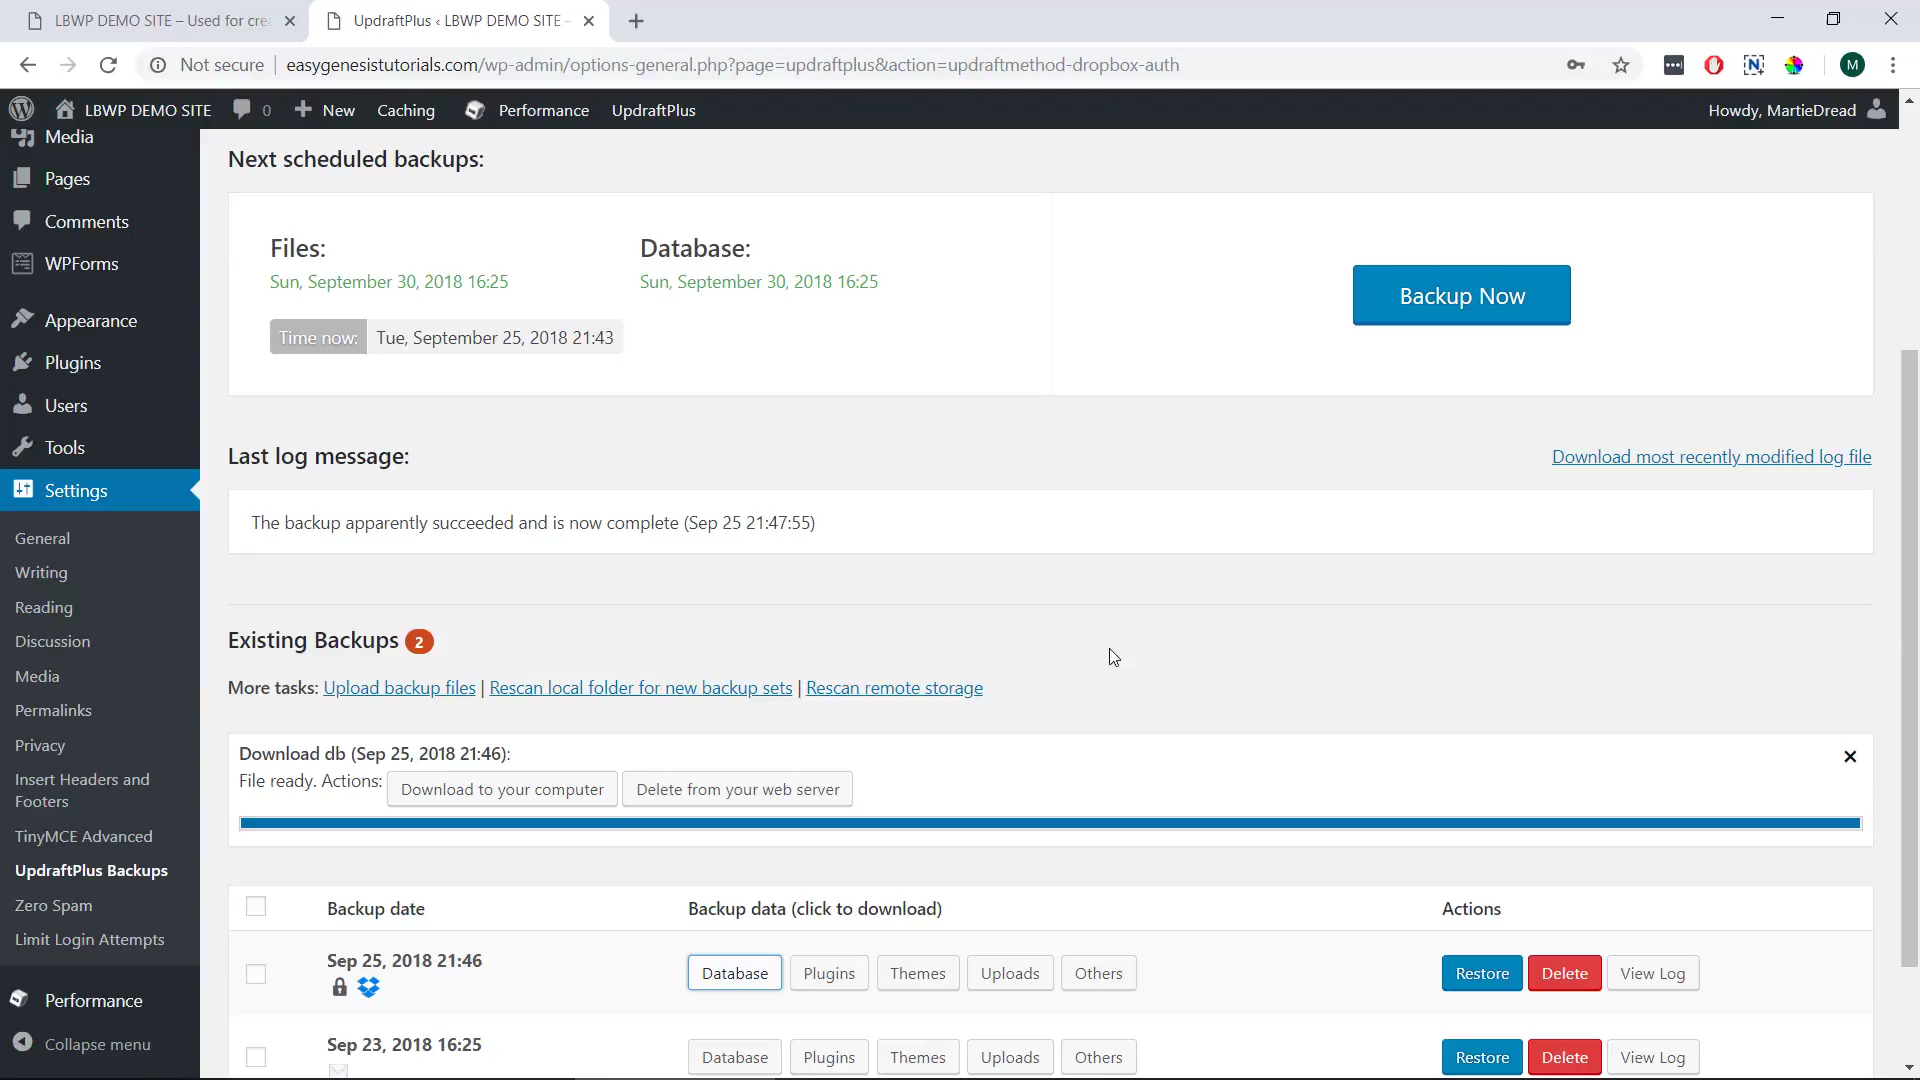 LBWP DEMO SITE – Used for cre
UpdraftPlus ‹ LBWP DEMO SITE –
Not secure
easygenesistutorials.com/wp-admin/options-general.php?page=updraftplus&action=updraftmethod-dropbox-auth
M
LBWP DEMO SITE
0
New
Caching
Performance
UpdraftPlus
Howdy, MartieDread
Media
Pages
Comments
WPForms
Appearance
Plugins
Users
Tools
Settings
General
Writing
Reading
Discussion
Media
Permalinks
Privacy
Insert Headers and
Footers
TinyMCE Advanced
UpdraftPlus Backups
Zero Spam
Limit Login Attempts
Performance
Collapse menu
Next scheduled backups:
Files:
Sun, September 30, 2018 16:25
Database:
Sun, September 30, 2018 16:25
Time now: Tue, September 25, 2018 21:43
Backup Now
Last log message:
Download most recently modified log file
The backup apparently succeeded and is now complete (Sep 25 21:47:55)
Existing Backups 2
More tasks: Upload backup files | Rescan local folder for new backup sets | Rescan remote storage
Download db (Sep 25, 2018 21:46):
File ready. Actions: Download to your computer Delete from your web server
Backup date
Backup data (click to download)
Actions
Sep 25, 2018 21:46
Database Plugins Themes Uploads Others
Restore Delete View Log
Sep 23, 2018 16:25
Database Plugins Themes Uploads Others
Restore Delete View Log